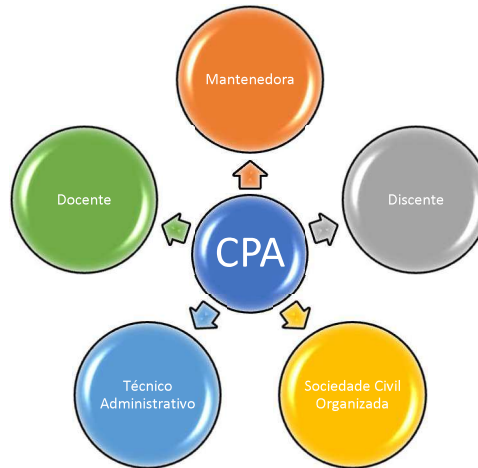 Mantenedora
Docente
Discente
CPA
Técnico
Administrativo
Sociedade Civil
Organizada